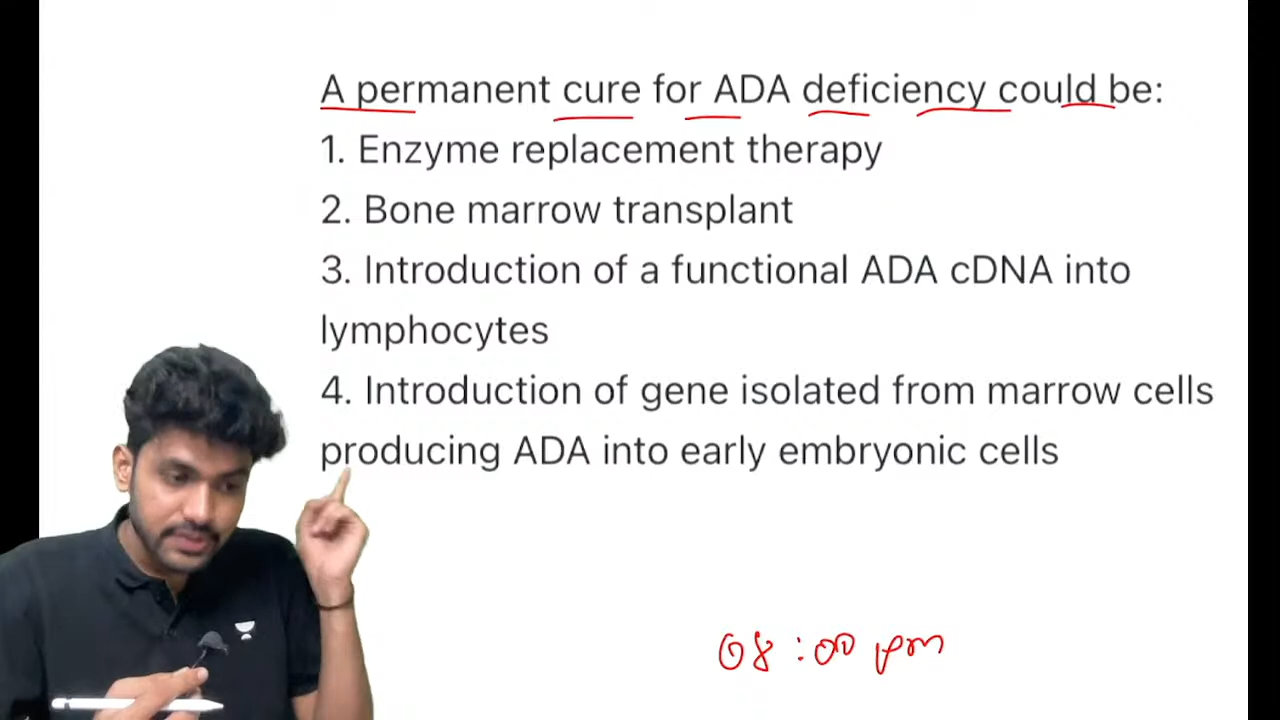 A permanent cure for ADA deficiency could be:
1. Enzyme replacement therapy
2. Bone marrow transplant
3. Introduction of a functional ADA cDNA into
lymphocytes
4. Introduction of gene isolated from marrow cells
producing ADA into early embryonic cells
08:00 pm